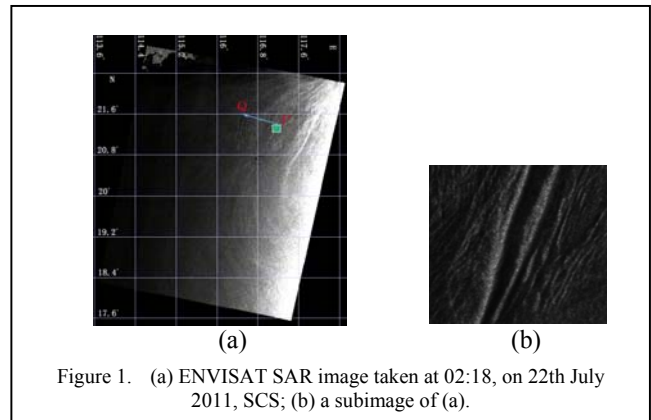 113.6°
114.4°
115.2°
116°
116.8°
117.6°
E
N
21.6°
20.8°
20°
19.2°
18.4°
17.6°
Q
(a)
(b)
Figure 1. (a) ENVISAT SAR image taken at 02:18, on 22th July
2011, SCS; (b) a subimage of (a).